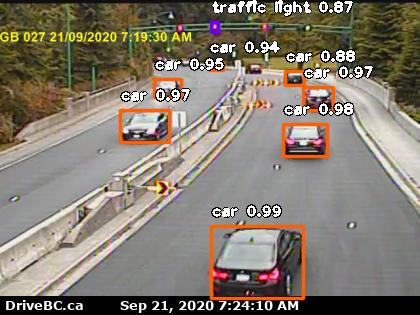 traffic light 0.87
GB 027 21/09/2020 7:19:30 AM
car 0.94
car 0.88
car 0.95
car 0.97
car 0.97
car 0.98
car 0.99
DriveBC.ca Sep 21, 2020 7:24:10 AM